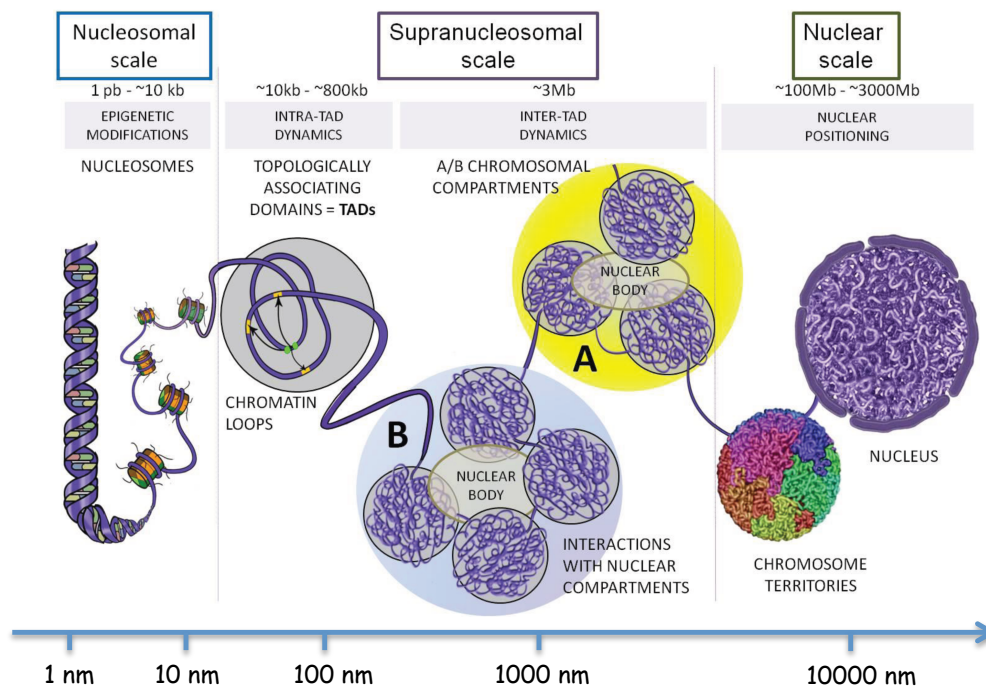 Nucleosomal
scale
Supranucleosomal
scale
Nuclear
scale
1 pb - ~10 kb
~10kb - ~800kb
~3Mb
~100Mb - ~3000Mb
EPIGENETIC
MODIFICATIONS
INTRA-TAD
DYNAMICS
INTER-TAD
DYNAMICS
NUCLEAR
POSITIONING
NUCLEOSOMES
TOPOLOGICALLY
ASSOCIATING
DOMAINS = TADs
A/B CHROMOSOMAL
COMPARTMENTS
NUCLEAR
BODY
A
CHROMATIN
LOOPS
B
NUCLEAR
BODY
NUCLEUS
INTERACTIONS
WITH NUCLEAR
COMPARTMENTS
CHROMOSOME
TERRITORIES
1 nm
10 nm
100 nm
1000 nm
10000 nm